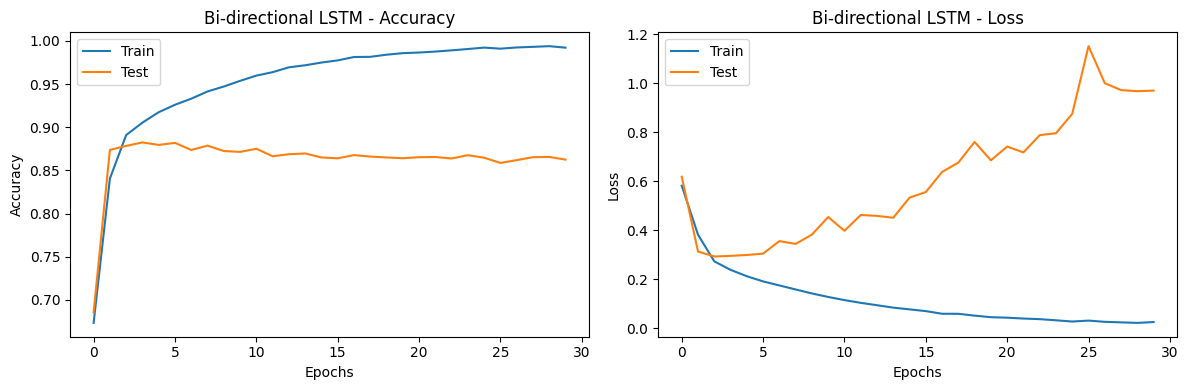 Bi-directional LSTM - Accuracy
Train
Test
1.00
0.95
0.90
0.85
0.80
0.75
0.70
Accuracy
0
5
10
15
20
25
30
Epochs
Bi-directional LSTM - Loss
Train
Test
1.2
1.0
0.8
0.6
0.4
0.2
0.0
Loss
0
5
10
15
20
25
30
Epochs